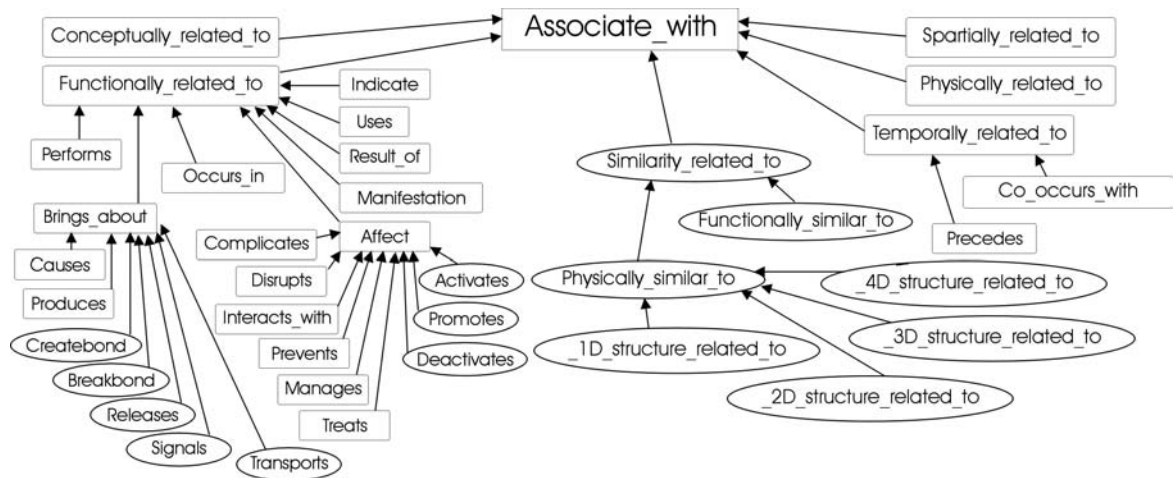 Associate_with
Conceptually_related_to
Spartially_related_to
Functionally_related_to
Indicate
Physically_related_to
Uses
Temporally_related_to
Performs
Result_of
Similarity_related_to
Occurs_in
Manifestation
Co_occurs_with
Brings_about
Functionally_similar_to
Complicates
Affect
Precedes
Causes
Disrupts
Activates
Physically_similar_to
_4D_structure_related_to
Produces
Interacts_with
Promotes
_3D_structure_related_to
Createbond
Prevents
Deactivates
_1D_structure_related_to
Breakbond
Manages
_2D_structure_related_to
Releases
Treats
Signals
Transports